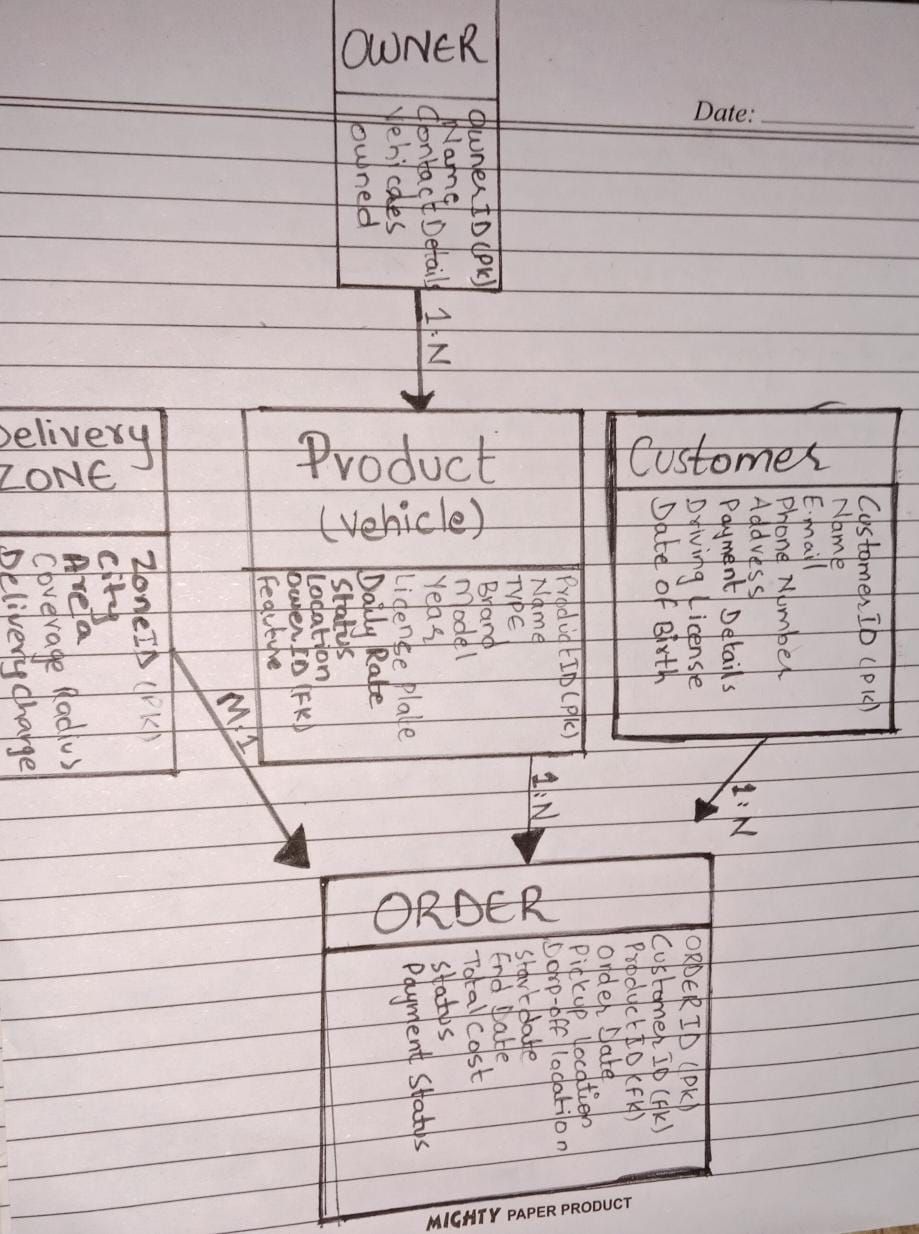 Date:
OWNER
OwnerID (PK)
Name
Contact Details
Vehicles
owned
1:N
Delivery
ZONE
ZoneID (PK)
City
Area
Coverage Radius
Delivery charge
M:1
Product
(vehicle)
ProductID (PK)
Name
TYPE
Brand
Model
Year
License Plate
Daily Rate
Status
Location
OwerID (FK)
Feauture
1:N
Customer
CustomerID (PK)
Name
Email
Phone Number
Address
Payment Details
Driving License
Date of Birth
1:N
ORDER
ORDER ID (PK)
Customer ID (FK)
Product ID (FK)
Order Date
Pickup location
Dorp-off location
Start date
End Date
Total Cost
Status
Payment Status
MIGHTY PAPER PRODUCT